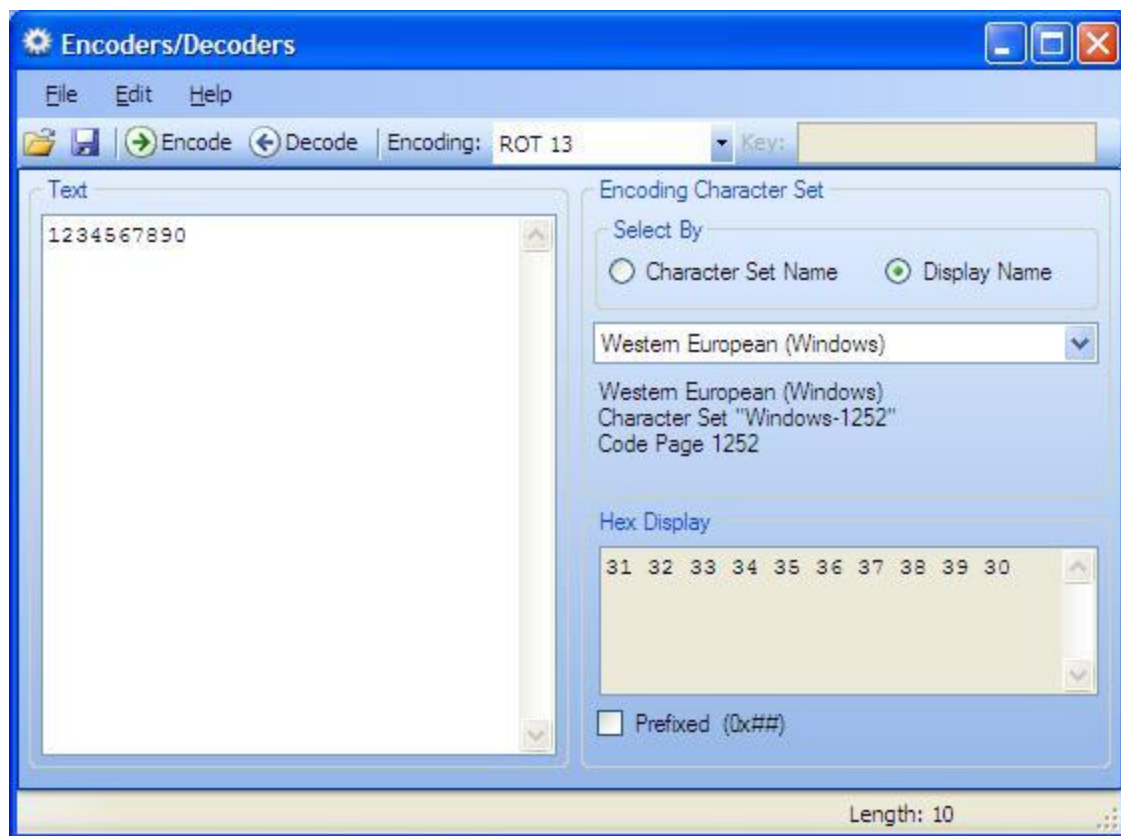 Encoders/Decoders
File Edit Help
Encode Decode Encoding: ROT 13 Key:
Text
1234567890
Encoding Character Set
Select By
Character Set Name Display Name
Western European (Windows)
Western European (Windows)
Character Set "Windows-1252"
Code Page 1252
Hex Display
31 32 33 34 35 36 37 38 39 30
Prefixed (0x##)
Length: 10